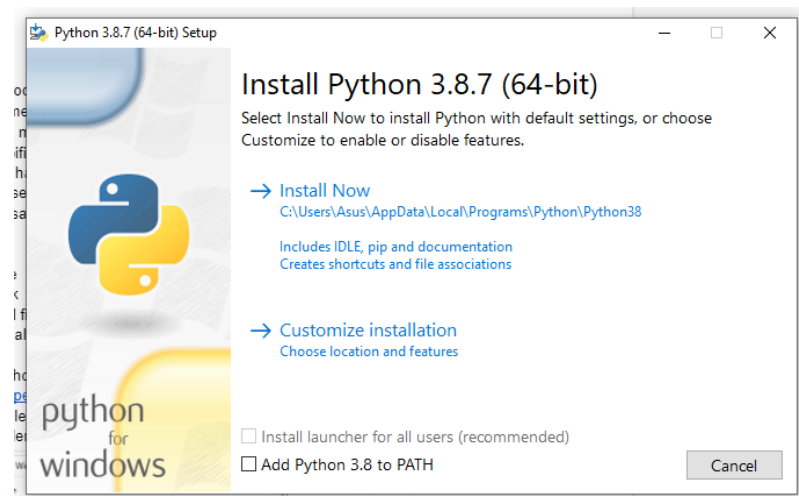 Python 3.8.7 (64-bit) Setup
Install Python 3.8.7 (64-bit)
Select Install Now to install Python with default settings, or choose
Customize to enable or disable features.
Install Now
C:\Users\Asus\AppData\Local\Programs\Python\Python38
Includes IDLE, pip and documentation
Creates shortcuts and file associations
Customize installation
Choose location and features
python
for
windows
Install launcher for all users (recommended)
Add Python 3.8 to PATH
Cancel